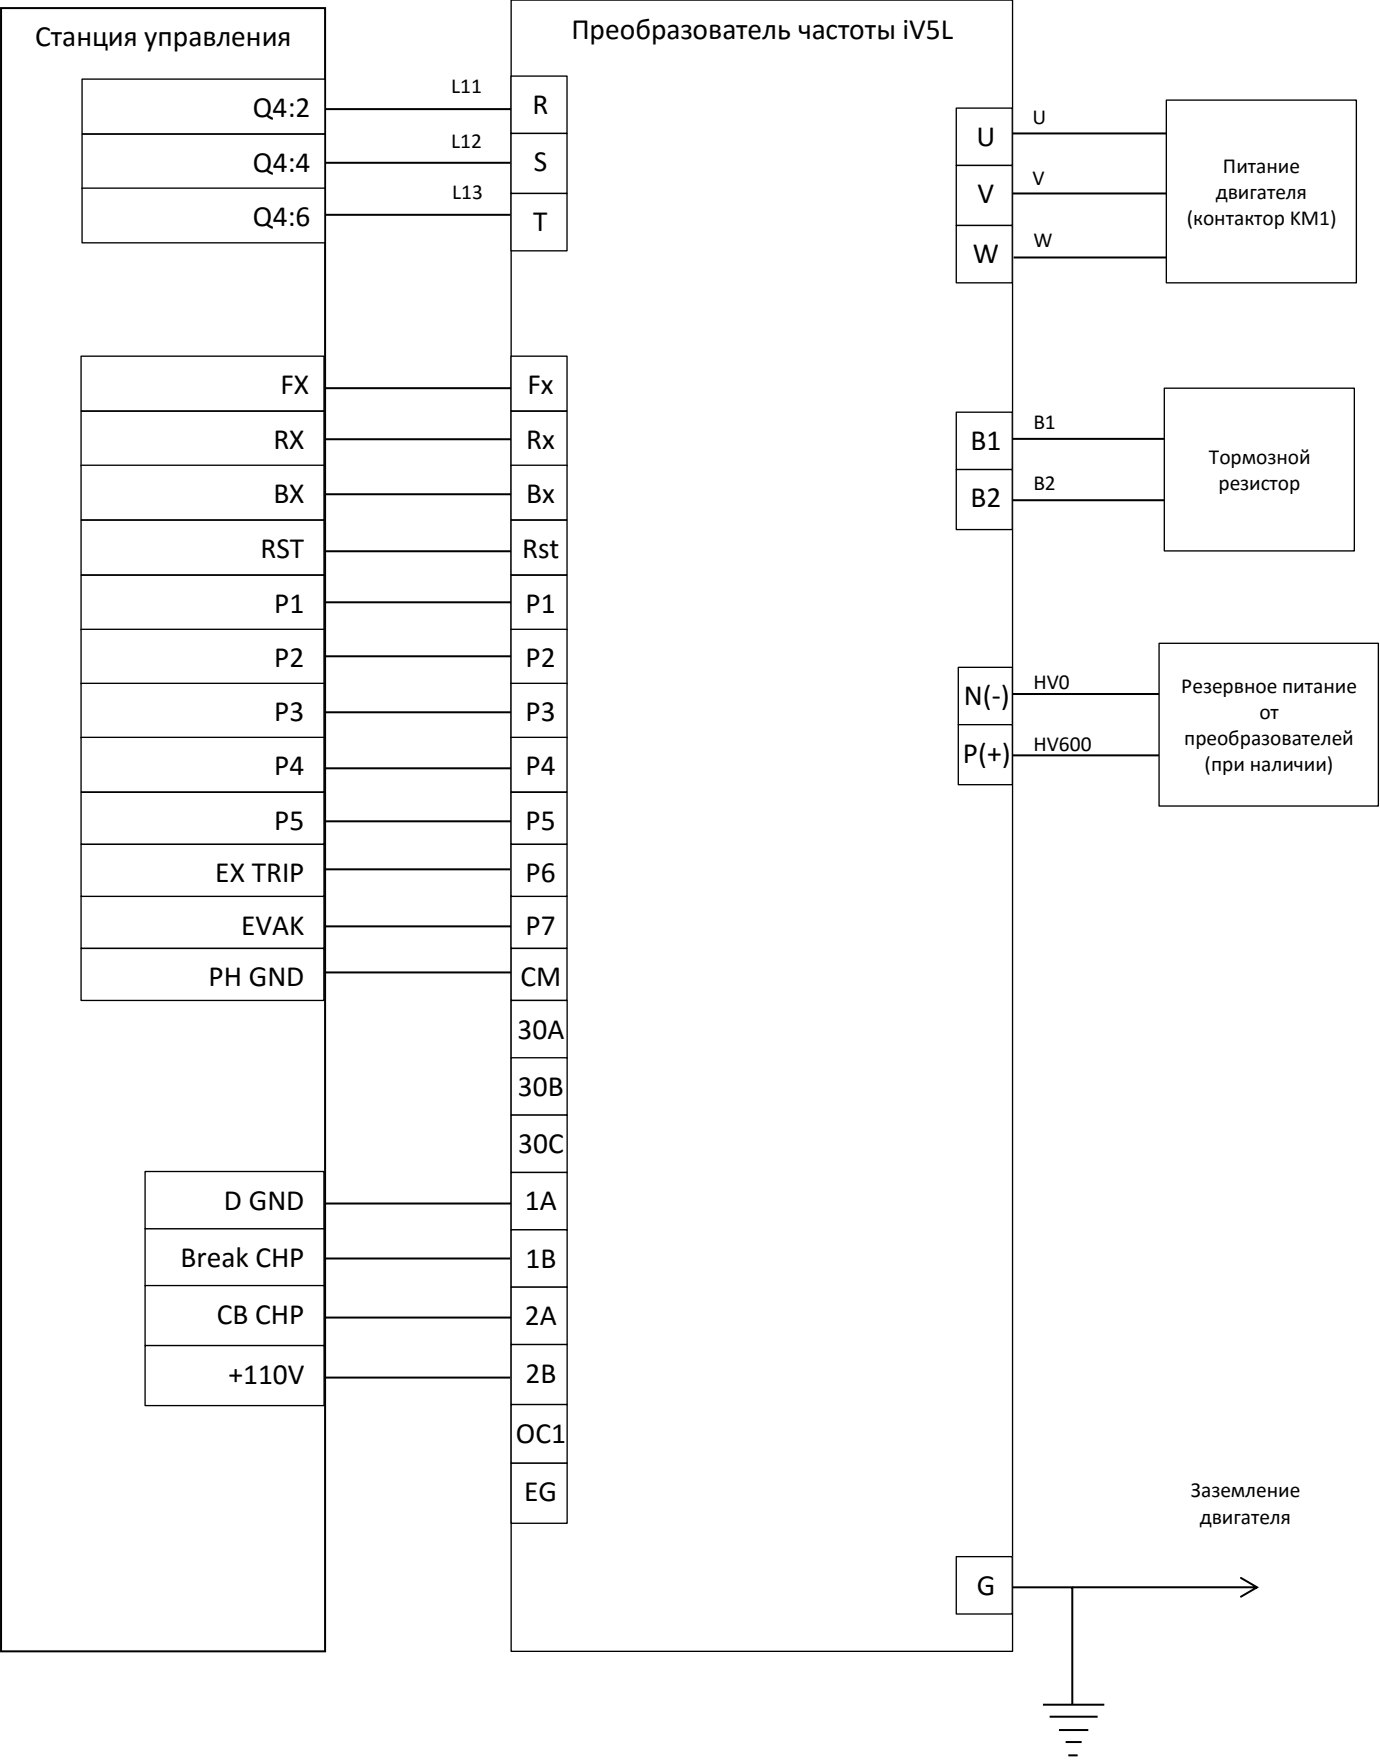 Станция управления
Преобразователь частоты iV5L
Q4:2
L11
R
Q4:4
L12
S
Q4:6
L13
T
U
U
V
V
W
W
Питание
двигателя
(контактор KM1)
FX
Fx
RX
Rx
BX
Bx
RST
Rst
P1
P1
P2
P2
P3
P3
P4
P4
P5
P5
EX TRIP
P6
EVAK
P7
PH GND
CM
30A
30B
30C
D GND
1A
Break CHP
1B
CB CHP
2A
+110V
2B
OC1
EG
B1
B1
B2
B2
Тормозной
резистор
N(-)
HV0
P(+)
HV600
Резервное питание
от
преобразователей
(при наличии)
G
Заземление
двигателя